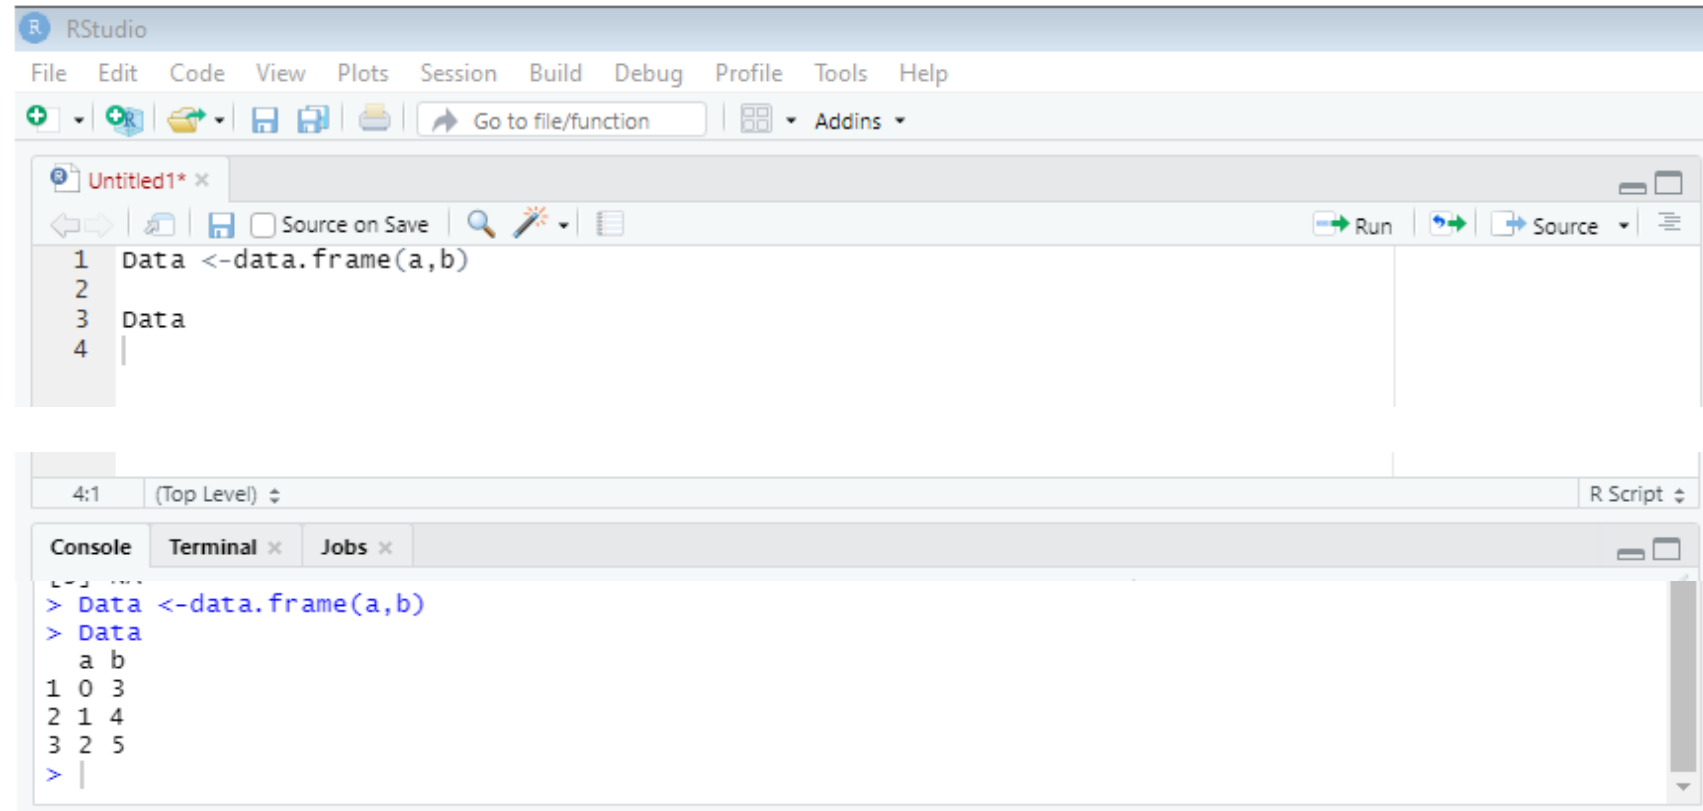 RStudio
File Edit Code View Plots Session Build Debug Profile Tools Help
Go to file/function Addins
Untitled1*
Source on Save Run Source
1 Data <-data.frame(a,b)
2
3 Data
4
4:1 (Top Level) R Script
Console Terminal Jobs
> Data <-data.frame(a,b)
> Data
a b
1 0 3
2 1 4
3 2 5
>